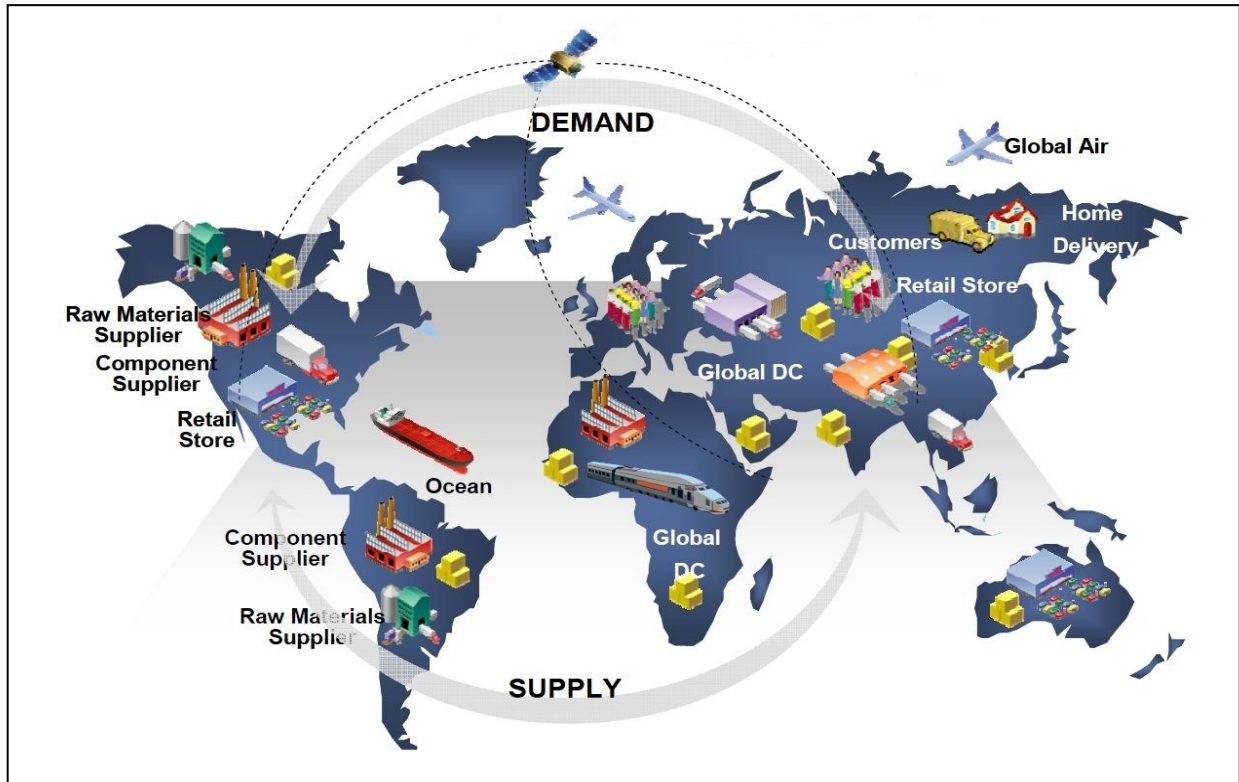 DEMAND
Global Air
Home
Delivery
Customers
Retail Store
Raw Materials
Supplier
Component
Supplier
Retail
Store
Global DC
Ocean
Component
Supplier
Global
DC
Raw Materials
Supplier
SUPPLY